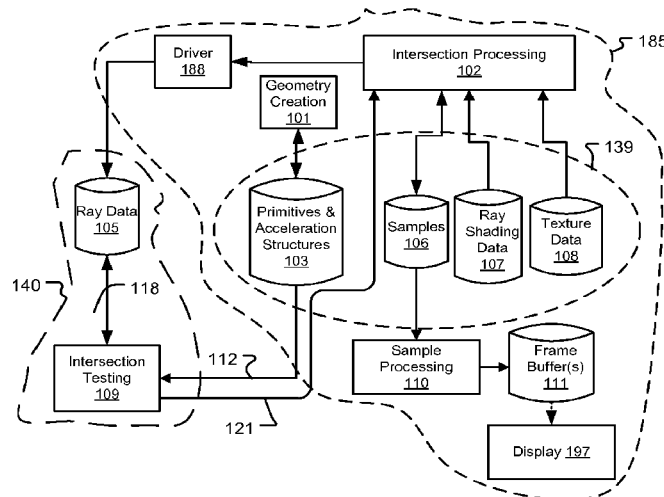 Driver
188
Intersection Processing
102
185
Geometry
Creation
101
139
Ray Data
105
Primitives &
Acceleration
Structures
103
Samples
106
Ray
Shading
Data
107
Texture
Data
108
140
118
Intersection
Testing
109
112
121
Sample
Processing
110
Frame
Buffer(s)
111
Display 197